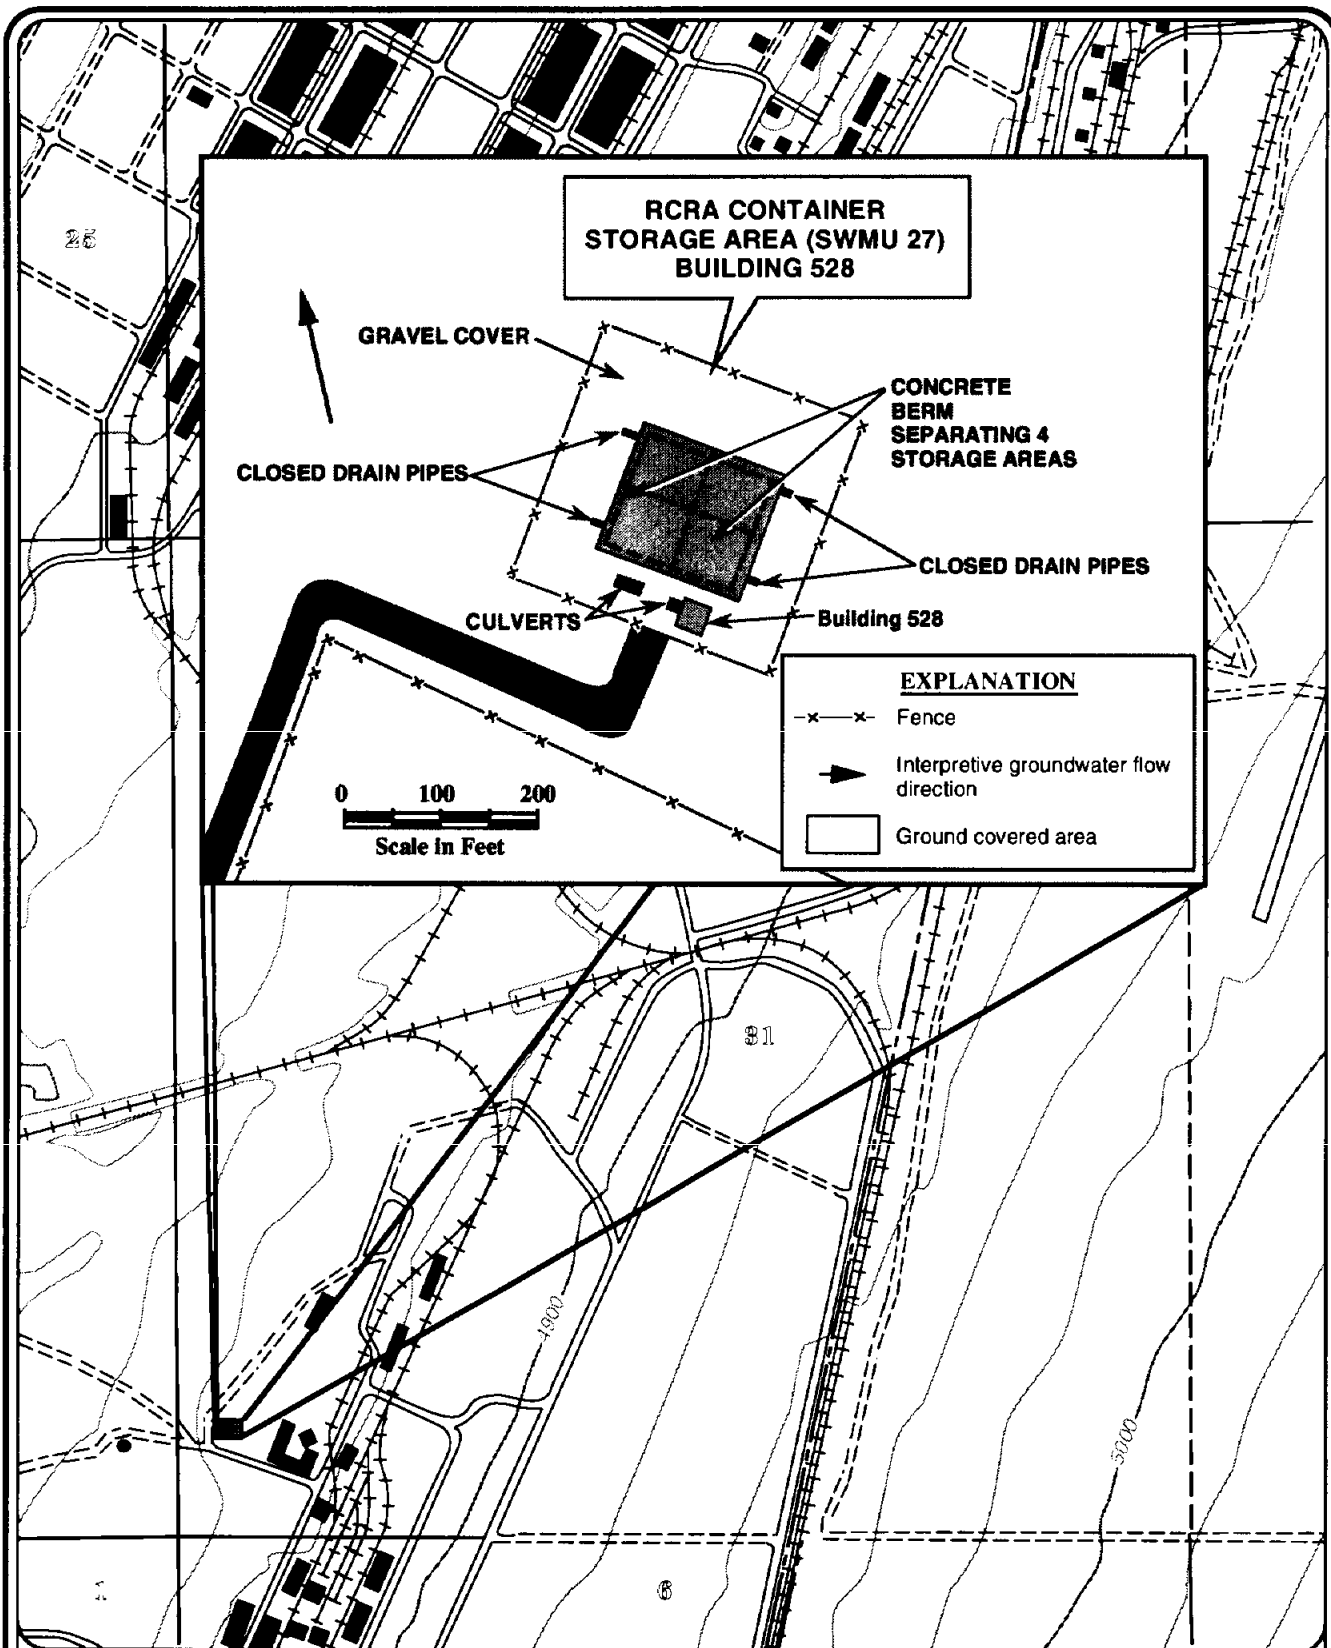 25
RCRA CONTAINER
STORAGE AREA (SWMU 27)
BUILDING 528
GRAVEL COVER
CONCRETE
BERM
SEPARATING 4
STORAGE AREAS
CLOSED DRAIN PIPES
CLOSED DRAIN PIPES
CULVERTS
Building 528
EXPLANATION
Fence
Interpretive groundwater flow
direction
Ground covered area
0 100 200
Scale in Feet
31
4900
5000
1
6